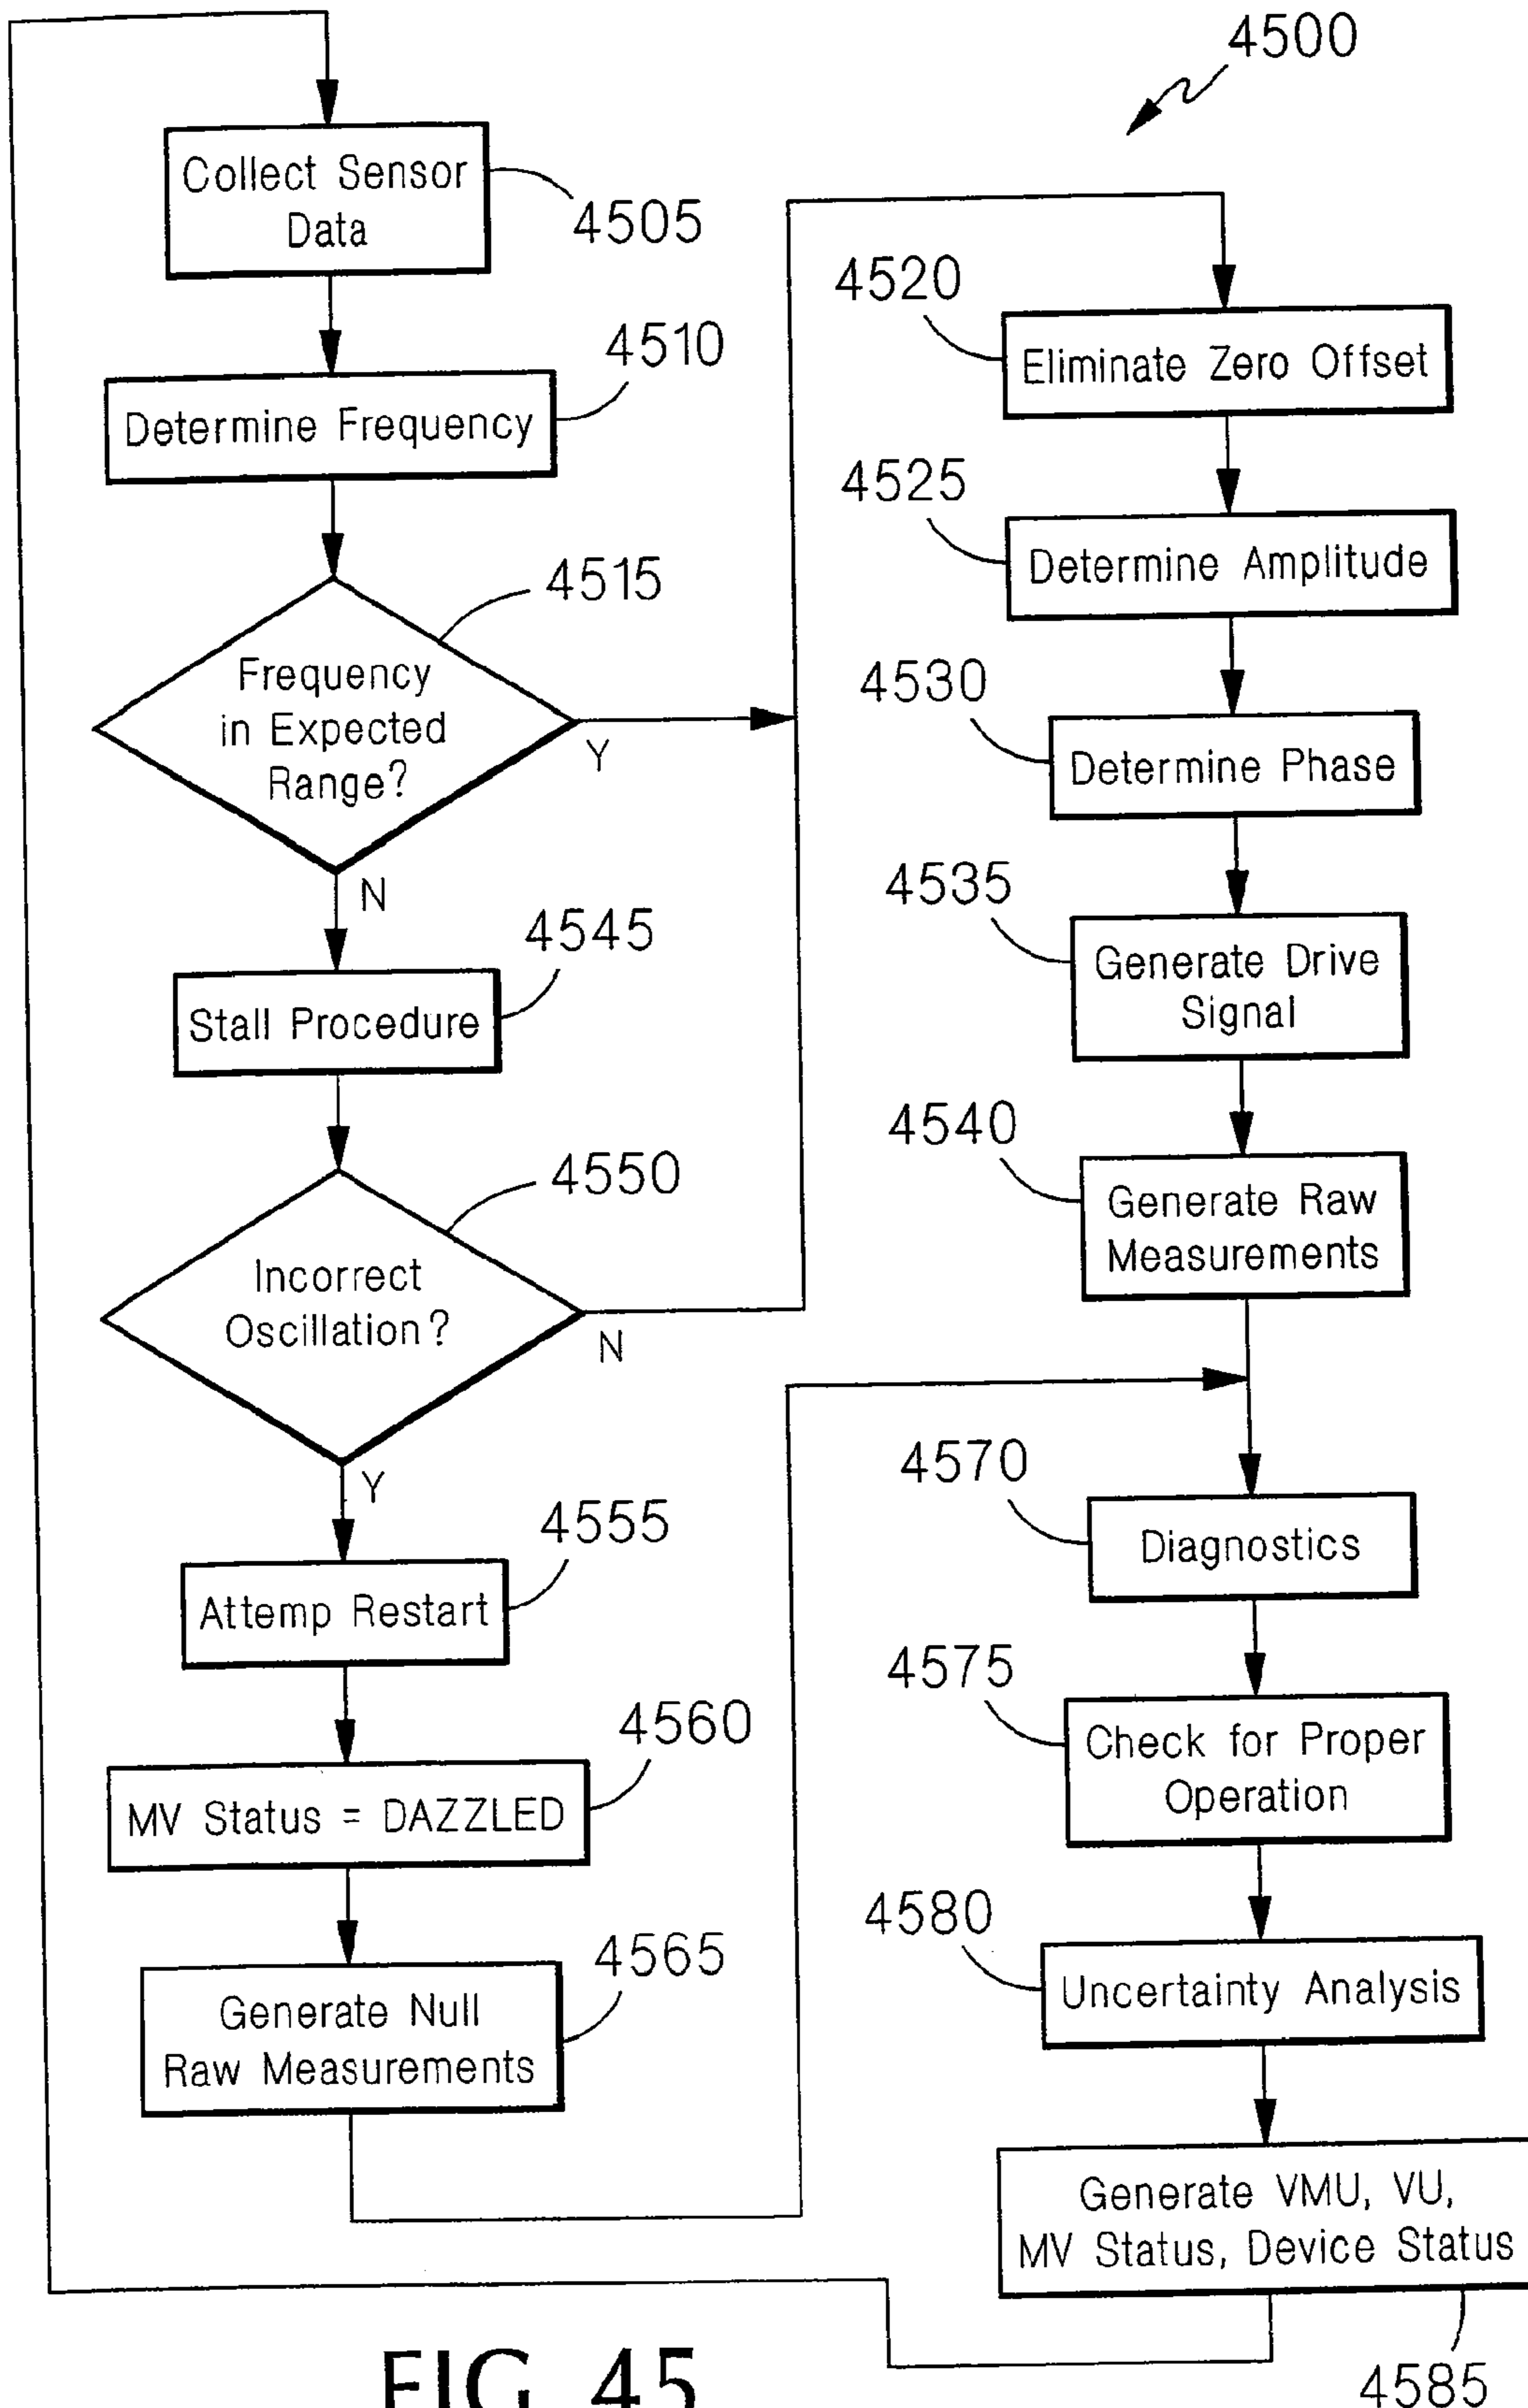 4500
Collect Sensor
Data
4505
4510
Determine Frequency
4515
Frequency
in Expected
Range?
Y
N
4545
Stall Procedure
4550
Incorrect
Oscillation?
N
Y
4555
Attemp Restart
4560
MV Status = DAZZLED
4565
Generate Null
Raw Measurements
4520
Eliminate Zero Offset
4525
Determine Amplitude
4530
Determine Phase
4535
Generate Drive
Signal
4540
Generate Raw
Measurements
4570
Diagnostics
4575
Check for Proper
Operation
4580
Uncertainty Analysis
Generate VMU, VU,
MV Status, Device Status
4585
FIG. 45